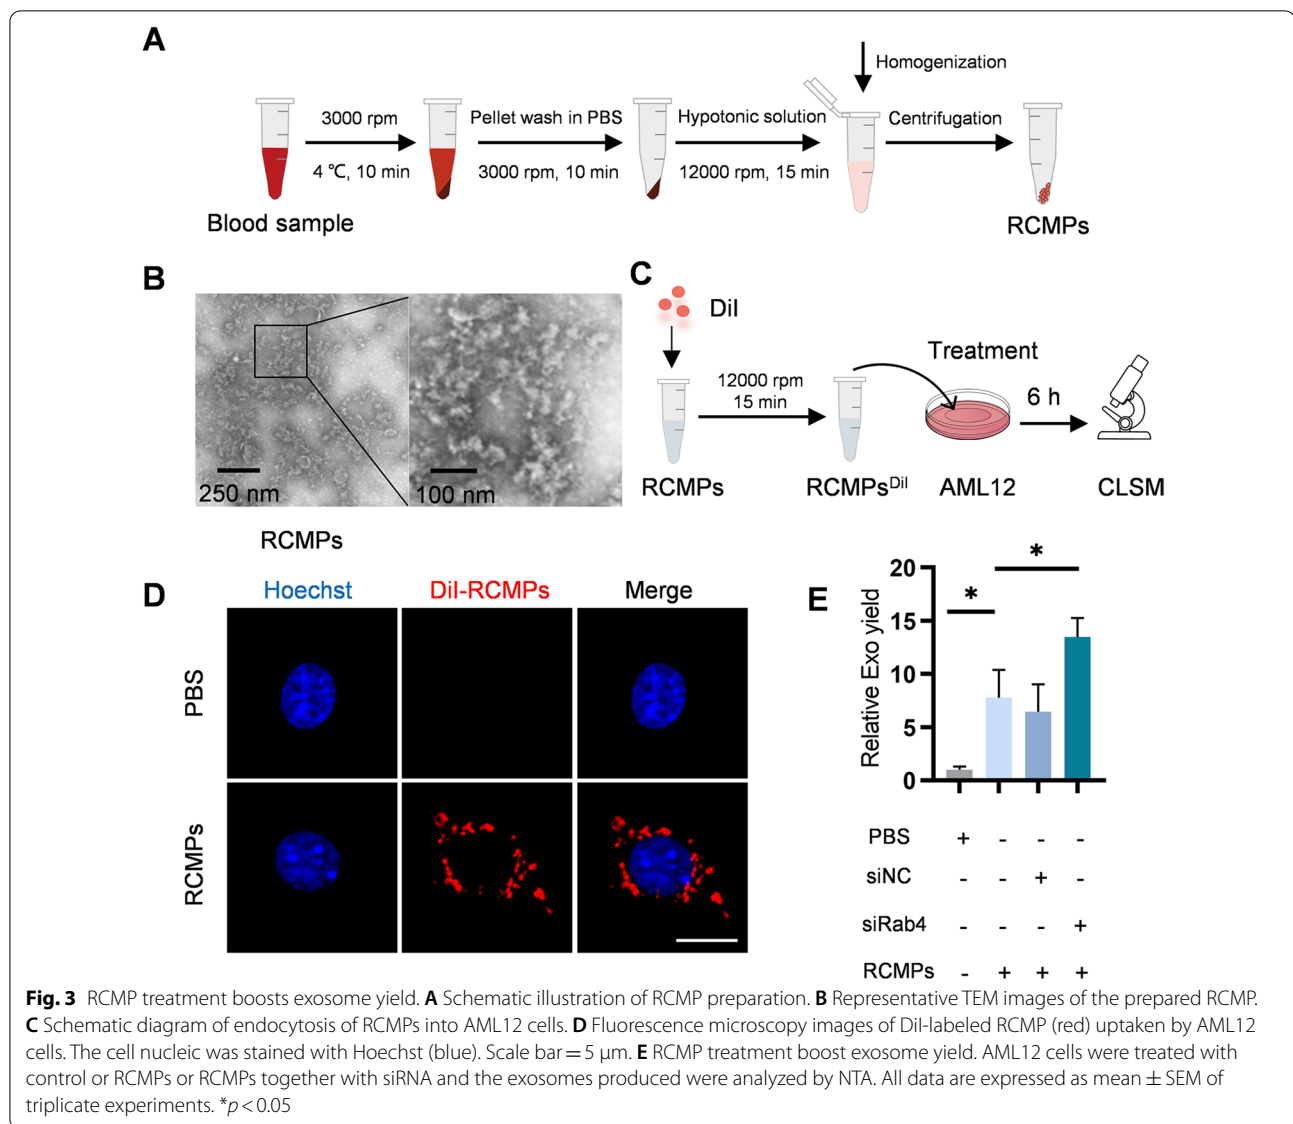 A
3000 rpm
4 ℃, 10 min
Pellet wash in PBS
3000 rpm, 10 min
Hypotonic solution
12000 rpm, 15 min
Homogenization
Centrifugation
Blood sample
RCMPs
B
250 nm
100 nm
RCMPs
C
DiI
12000 rpm
15 min
Treatment
6 h
RCMPs
RCMPsDiI
AML12
CLSM
D
Hoechst
DiI-RCMPs
Merge
PBS
RCMPs
E
Relative Exo yield
20
15
10
5
0
*
*
PBS + - - -
siNC - - + -
siRab4 - - - +
RCMPs - + + +
Fig. 3 RCMP treatment boosts exosome yield. A Schematic illustration of RCMP preparation. B Representative TEM images of the prepared RCMP.
C Schematic diagram of endocytosis of RCMPs into AML12 cells. D Fluorescence microscopy images of DiI-labeled RCMP (red) uptaken by AML12
cells. The cell nucleic was stained with Hoechst (blue). Scale bar = 5 μm. E RCMP treatment boost exosome yield. AML12 cells were treated with
control or RCMPs or RCMPs together with siRNA and the exosomes produced were analyzed by NTA. All data are expressed as mean ± SEM of
triplicate experiments. *p < 0.05